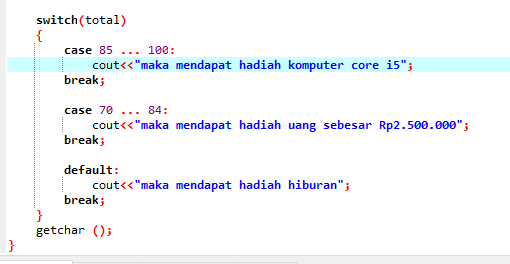 switch(total)
{
case 85 ... 100:
cout<<"maka mendapat hadiah komputer core i5";
break;
case 70 ... 84:
cout<<"maka mendapat hadiah uang sebesar Rp2.500.000";
break;
default:
cout<<"maka mendapat hadiah hiburan";
break;
}
getchar ();
}